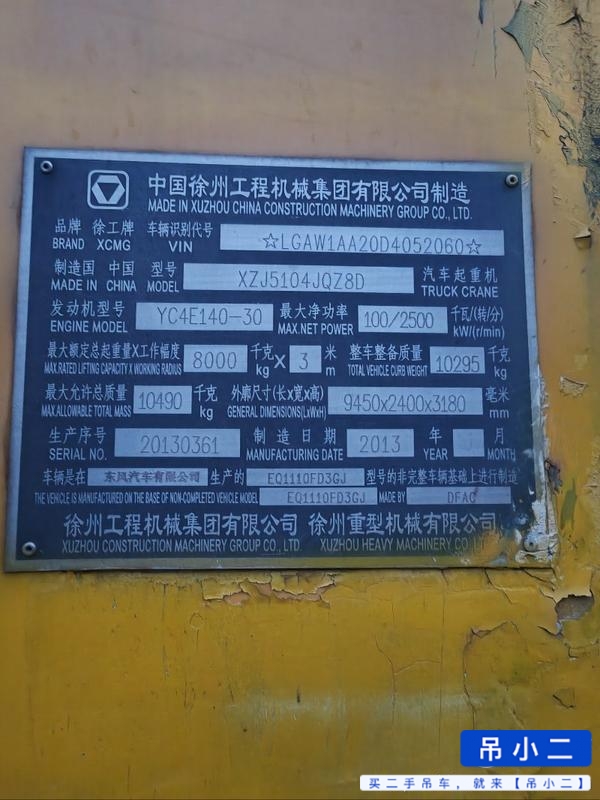 中国徐州工程机械集团有限公司制造
MADE IN XUZHOU CHINA CONSTRUCTION MACHINERY GROUP CO., LTD.
品牌 徐工牌 车辆识别代号 ☆LGAW1AA20D4052060☆
BRAND XCMG VIN
制造国 中国 型号 XZJ5104JQZ8D 汽车起重机
MADE IN CHINA MODEL TRUCK CRANE
发动机型号 YC4E140-30 最大净功率 100/2500 千瓦/(转/分)
ENGINE MODEL MAX.NET POWER kW/(r/min)
最大额定总起重量X工作幅度 8000 千克 X 3 米 整车整备质量 10295 千克
MAX.RATED LIFTING CAPACITY X WORKING RADIUS kg m TOTAL VEHICLE CURB WEIGHT kg
最大允许总质量 10490 千克 外廓尺寸(长X宽X高) 9450x2400x3180 毫米
MAX.ALLOWABLE TOTAL MASS kg GENERAL DIMENSIONS(LxWxH) mm
生产序号 20130361 制造日期 2013 年 月
SERIAL NO. MANUFACTURING DATE YEAR MONTH
车辆是在 东风汽车有限公司 生产的 EQ1110FD3GJ 型号的非完整车辆基础上进行制造
THE VEHICLE IS MANUFACTURED ON THE BASE OF NON-COMPLETED VEHICLE MODEL EQ1110FD3GJ MADE BY DFAC
徐州工程机械集团有限公司 徐州重型机械有限公司
XUZHOU CONSTRUCTION MACHINERY GROUP CO., LTD. XUZHOU HEAVY MACHINERY CO.
吊小二
买二手吊车,就来【吊小二】